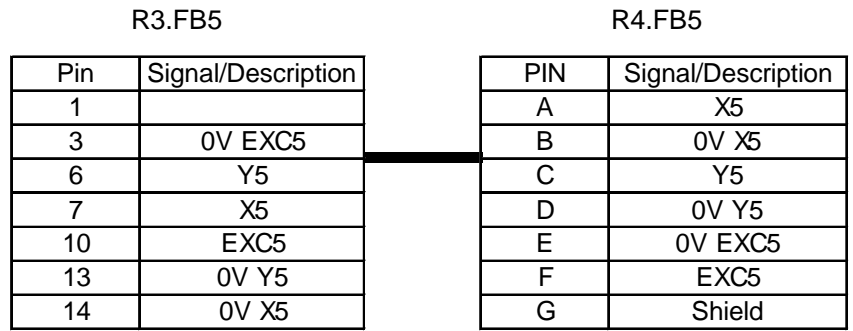 R3.FB5 R4.FB5
Pin Signal/Description PIN Signal/Description
1 A X5
3 0V EXC5 B 0V X5
6 Y5 C Y5
7 X5 D 0V Y5
10 EXC5 E 0V EXC5
13 0V Y5 F EXC5
14 0V X5 G Shield